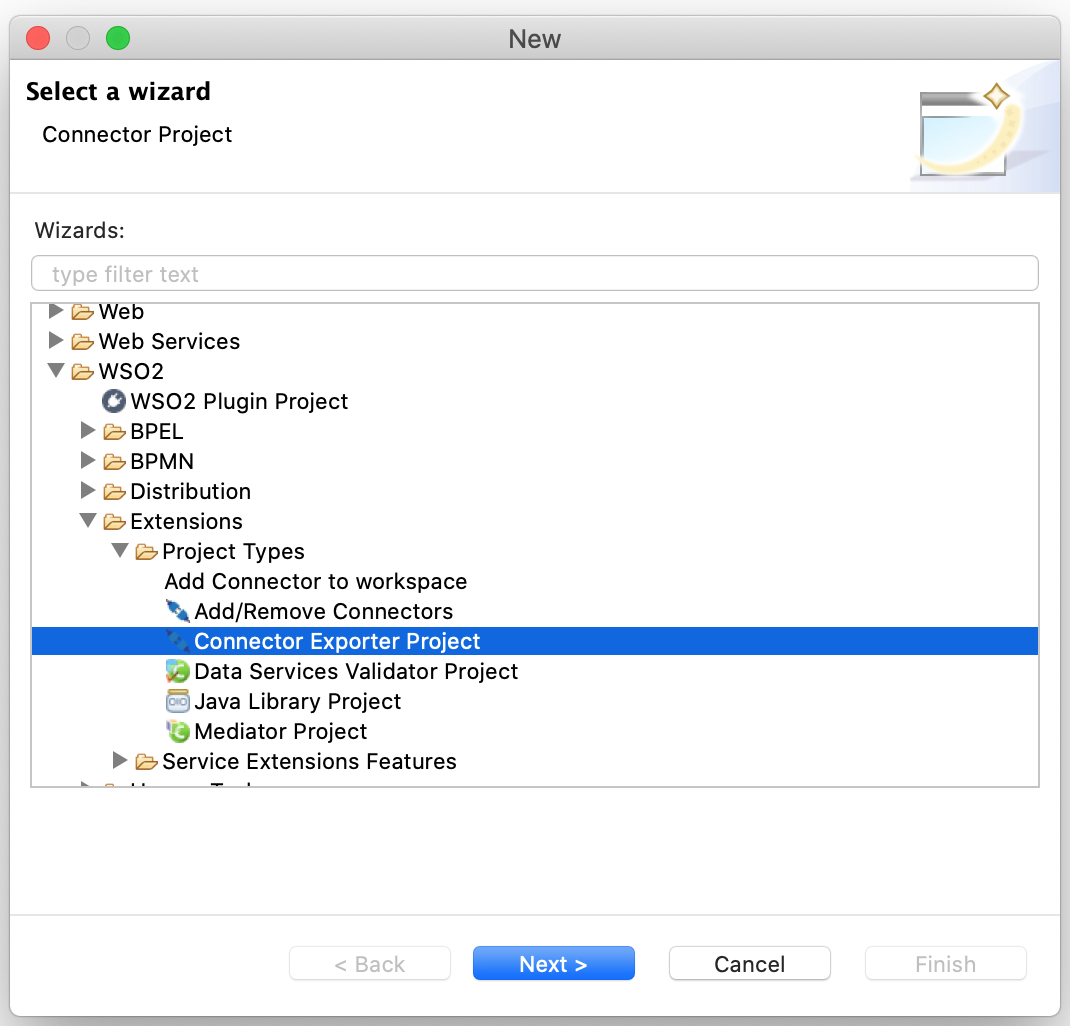 New
Select a wizard
Connector Project
Wizards:
type filter text
Web
Web Services
WSO2
WSO2 Plugin Project
BPEL
BPMN
Distribution
Extensions
Project Types
Add Connector to workspace
Add/Remove Connectors
Connector Exporter Project
Data Services Validator Project
Java Library Project
Mediator Project
Service Extensions Features
< Back
Next >
Cancel
Finish